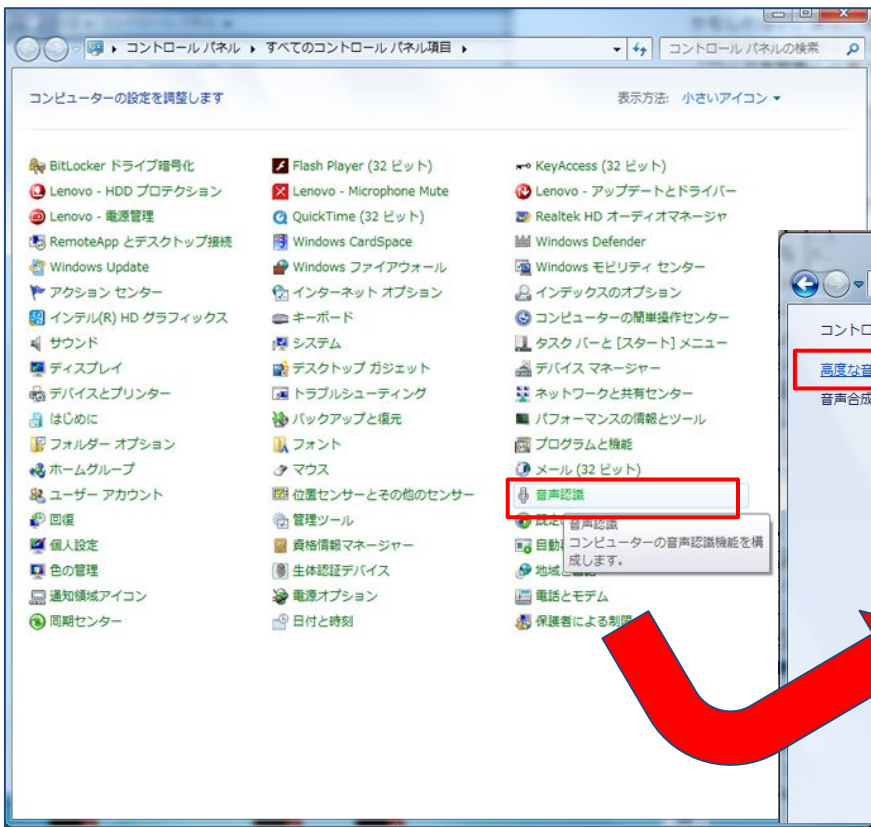 コントロール パネル ▸ すべてのコントロール パネル項目 ▸
コントロール パネルの検索
コンピューターの設定を調整します
表示方法: 小さいアイコン
BitLocker ドライブ暗号化
Flash Player (32 ビット)
KeyAccess (32 ビット)
Lenovo - HDD プロテクション
Lenovo - Microphone Mute
Lenovo - アップデートとドライバー
Lenovo - 電源管理
QuickTime (32 ビット)
Realtek HD オーディオマネージャ
RemoteApp とデスクトップ接続
Windows CardSpace
Windows Defender
Windows Update
Windows ファイアウォール
Windows モビリティ センター
アクション センター
インターネット オプション
インデックスのオプション
インテル(R) HD グラフィックス
キーボード
コンピューターの簡単操作センター
サウンド
システム
タスク バーと [スタート] メニュー
ディスプレイ
デスクトップ ガジェット
デバイス マネージャー
デバイスとプリンター
トラブルシューティング
ネットワークと共有センター
はじめに
バックアップと復元
パフォーマンスの情報とツール
フォルダー オプション
フォント
プログラムと機能
ホームグループ
マウス
メール (32 ビット)
ユーザー アカウント
位置センサーとその他のセンサー
音声認識
回復
管理ツール
既定
音声認識
コンピューターの音声認識機能を構
成します。
個人設定
資格情報マネージャー
自動
色の管理
生体認証デバイス
地域
通知領域アイコン
電源オプション
電話とモデム
同期センター
日付と時刻
保護者による制限
コントロ
高度な音
音声合成